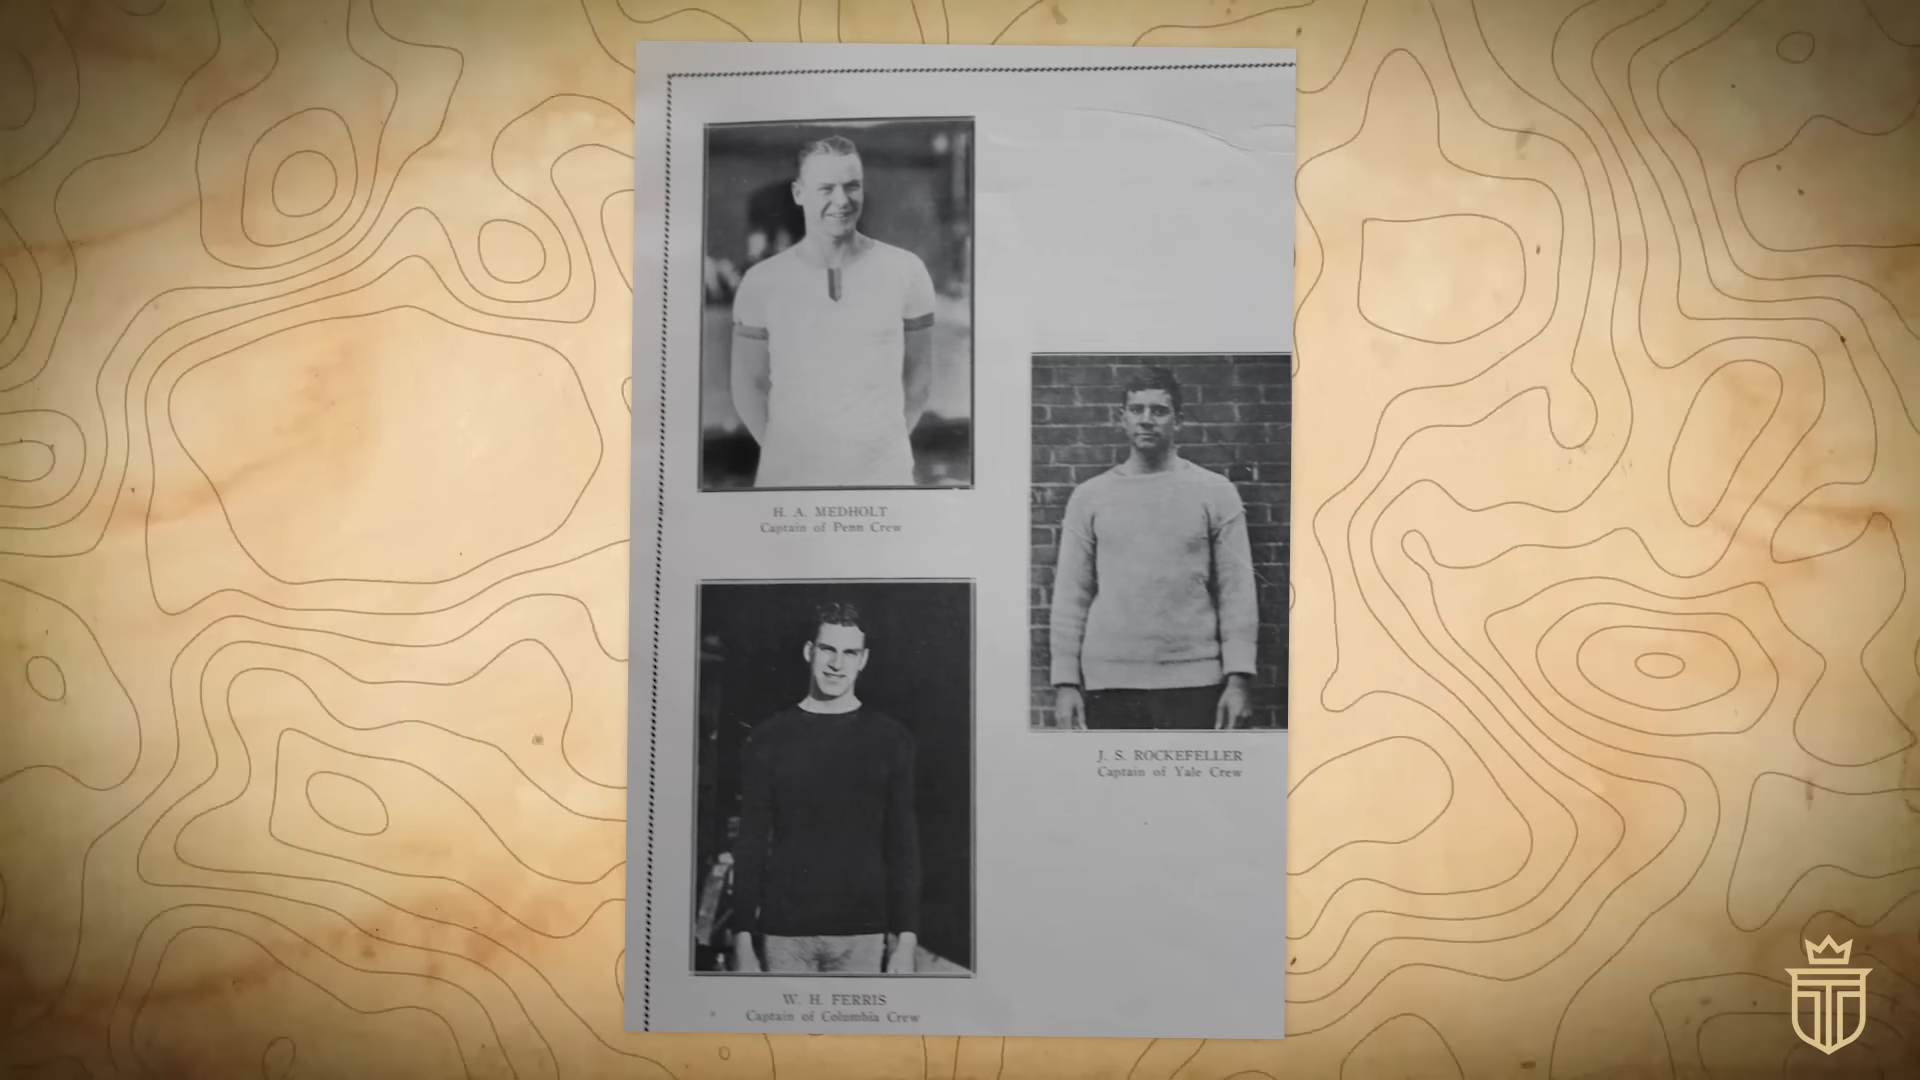 H. A. MEDHOLT
Captain of Penn Crew
J. S. ROCKEFELLER
Captain of Yale Crew
W. H. FERRIS
Captain of Columbia Crew